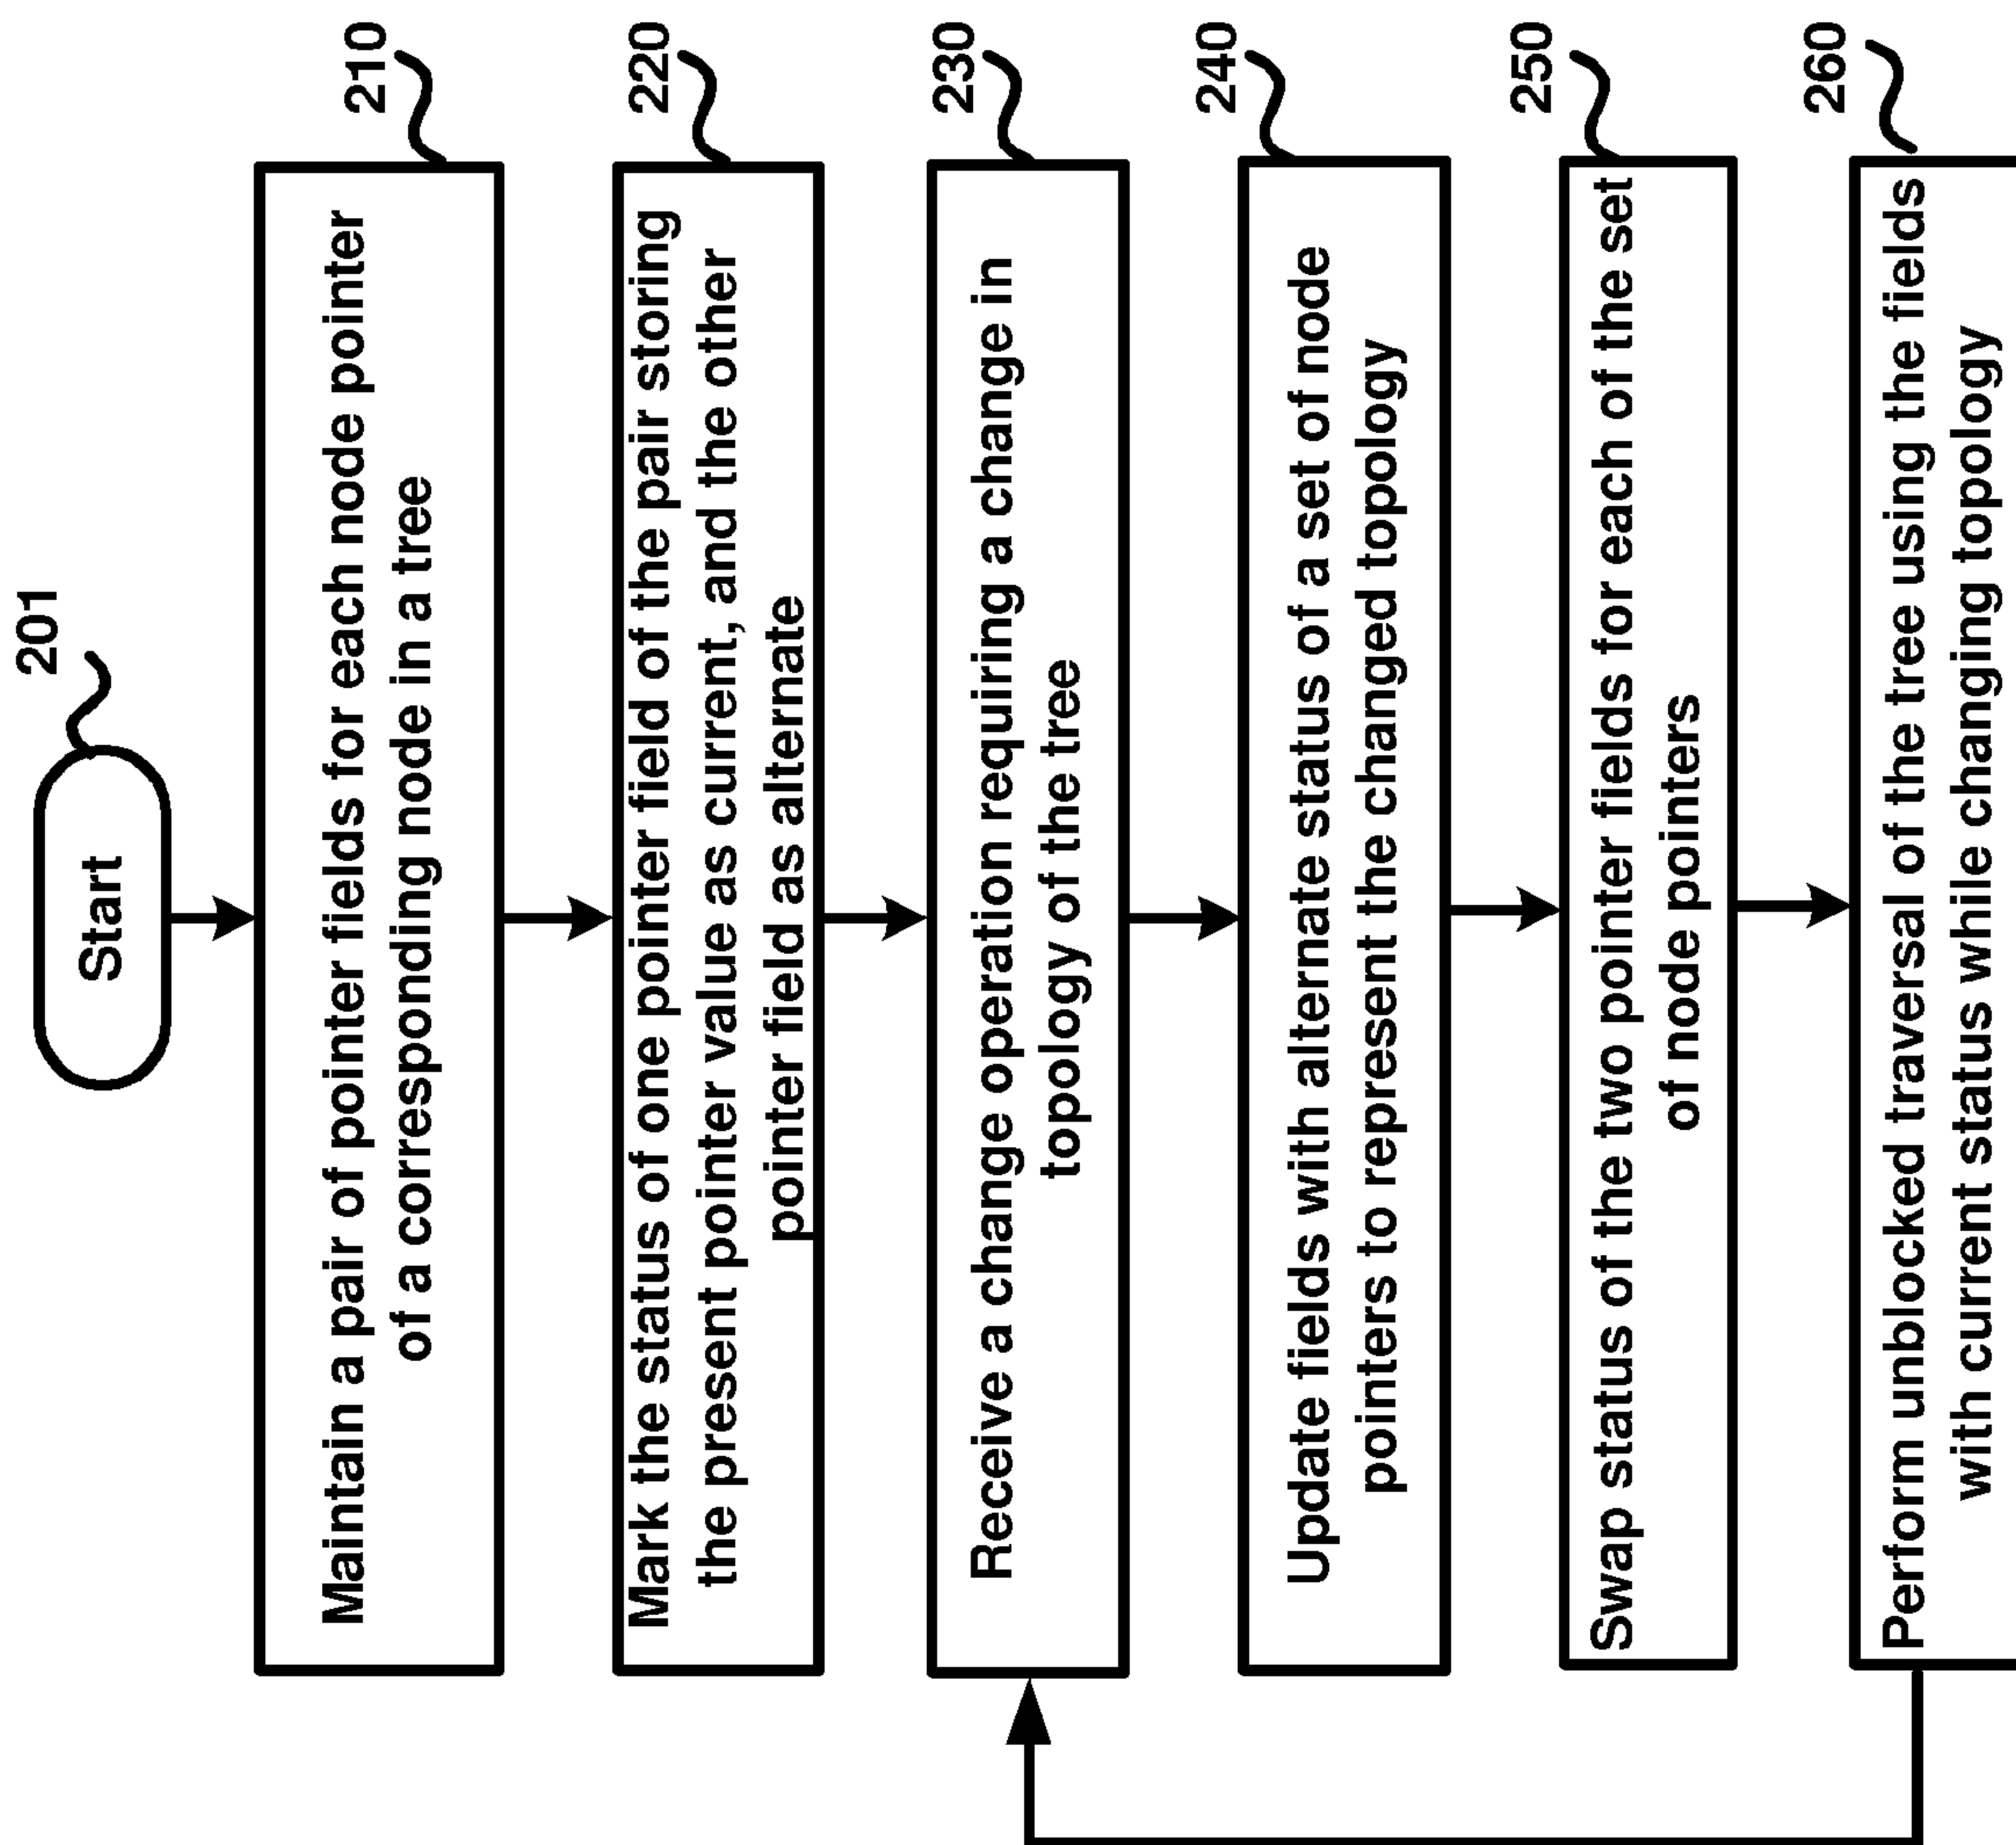 201
Start
210
Maintain a pair of pointer fields for each node pointer
of a corresponding node in a tree
220
Mark the status of one pointer field of the pair storing
the present pointer value as current, and the other
pointer field as alternate
230
Receive a change operation requiring a change in
topology of the tree
240
Update fields with alternate status of a set of node
pointers to represent the changed topology
250
Swap status of the two pointer fields for each of the set
of node pointers
260
Perform unblocked traversal of the tree using the fields
with current status while changing topology